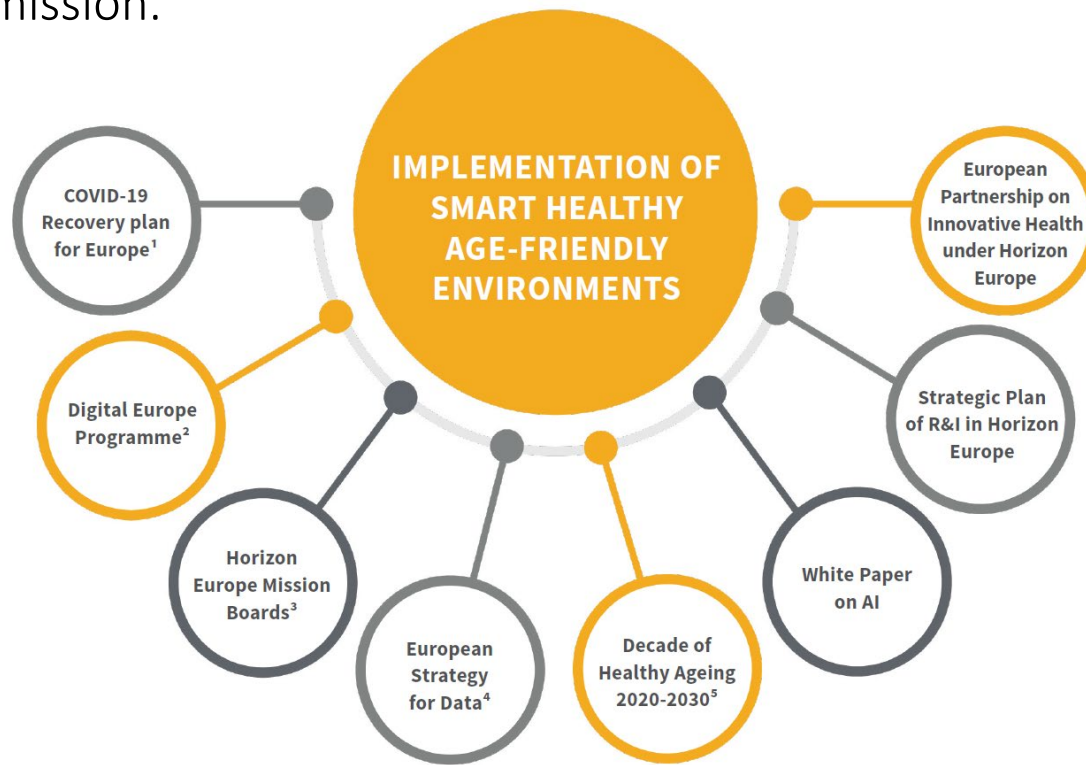 mission.
IMPLEMENTATION OF
SMART HEALTHY
AGE-FRIENDLY
ENVIRONMENTS
COVID-19
Recovery plan
for Europe¹
Digital Europe
Programme²
Horizon
Europe Mission
Boards³
European
Strategy
for Data⁴
Decade of
Healthy Ageing
2020-2030⁵
White Paper
on AI
Strategic Plan
of R&I in Horizon
Europe
European
Partnership on
Innovative Health
under Horizon
Europe